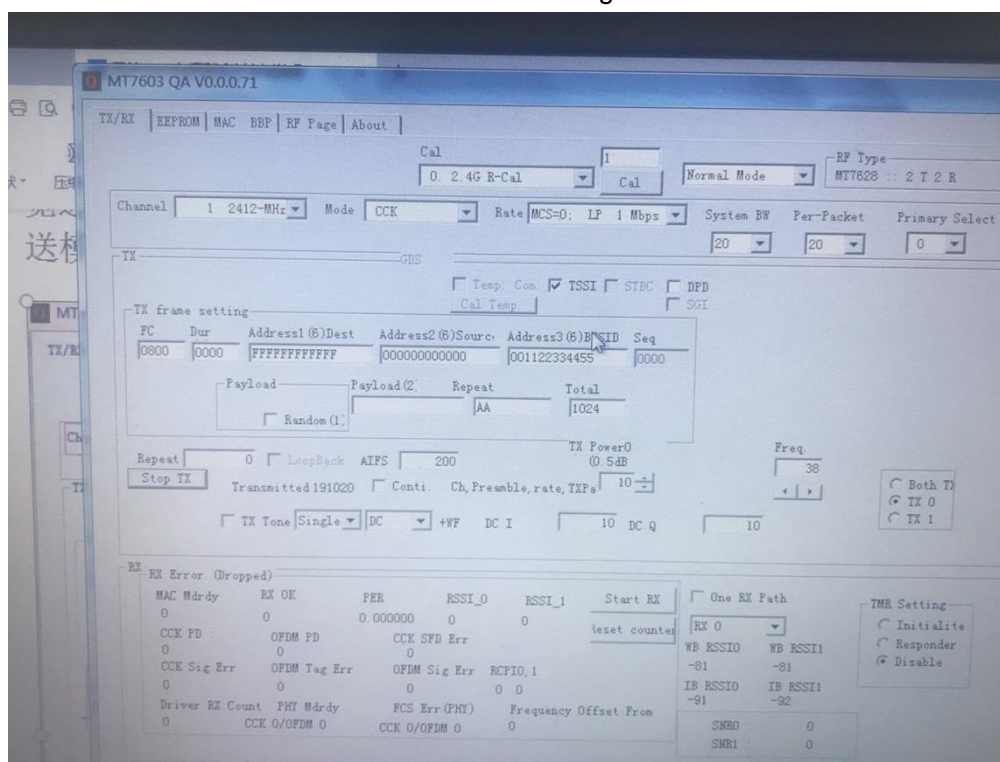 MT7603 QA V0.0.0.71
TX/RX EEPROM MAC BBP RF Page About
Cal
0. 2.4G R-Cal
1
Cal
Normal Mode
RF Type
MT7628 :: 2 T 2 R
Channel 1 2412-MHz Mode CCK Rate MCS=0; LP 1 Mbps
System BW Per-Packet Primary Select
20 20 0
TX
GDS
Temp. Com. TSSI STBC DPD
Cal Temp. SGI
TX frame setting
FC Dur Address1(6)Dest Address2(6)Sourc Address3(6)BSSID Seq
0800 0000 FFFFFFFFFFFF 000000000000 001122334455 0000
Payload Payload(2 Repeat Total
Random(1) AA 1024
Repeat 0 LoopBack AIFS 200
TX Power0
(0.5dB
10
Freq.
38
Stop TX Transmitted 191020 Conti. Ch, Preamble, rate, TXPo
Both T
TX 0
TX 1
TX Tone Single DC +WF DC I 10 DC Q 10
RX
RX Error (Dropped)
MAC Mdrdy RX OK PER RSSI_0 RSSI_1
0 0 0.000000 0 0
CCK PD : OFDM PD CCK SFD Err
0 0 0
CCK Sig Err OFDM Tag Err OFDM Sig Err RCPI0,1
0 0 0 0 0
Driver RX Count PHY Mdrdy FCS Err(PHY) Frequency Offset From
0 CCK 0/OFDM 0 CCK 0/OFDM 0 0
Start RX
leset counter
One RX Path
RX 0
WB RSSI0 WB RSSI1
-81 -81
IB RSSI0 IB RSSI1
-91 -92
SNR0 : 0
SNR1 : 0
TMR Setting
Initialite
Responder
Disable
压缩
送模
MT
TX/R
Ch